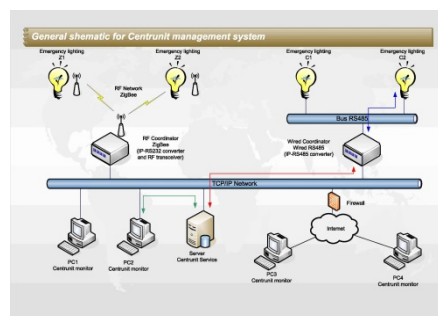 General shematic for Centrunit management system
Emergency lighting
Z1
Emergency lighting
Z2
Emergency lighting
C1
Emergency lighting
C2
RF Network
ZigBee
Bus RS485
RF Coordinator
ZigBee
(IP-RS232 converter
and RF transceiver)
Wired Coordinator
Wired RS485
(IP-RS485 converter)
TCP/IP Network
Firewall
Internet
PC1
Centrunit monitor
PC2
Centrunit monitor
Server
Centrunit Service
PC3
Centrunit monitor
PC4
Centrunit monitor